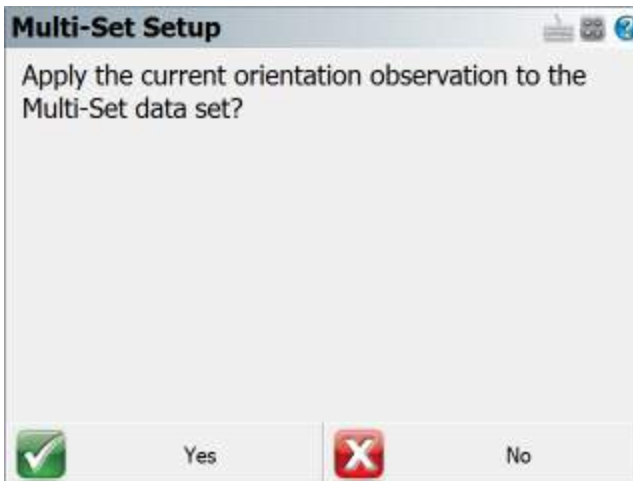 Multi-Set Setup
Apply the current orientation observation to the
Multi-Set data set?
Yes
No